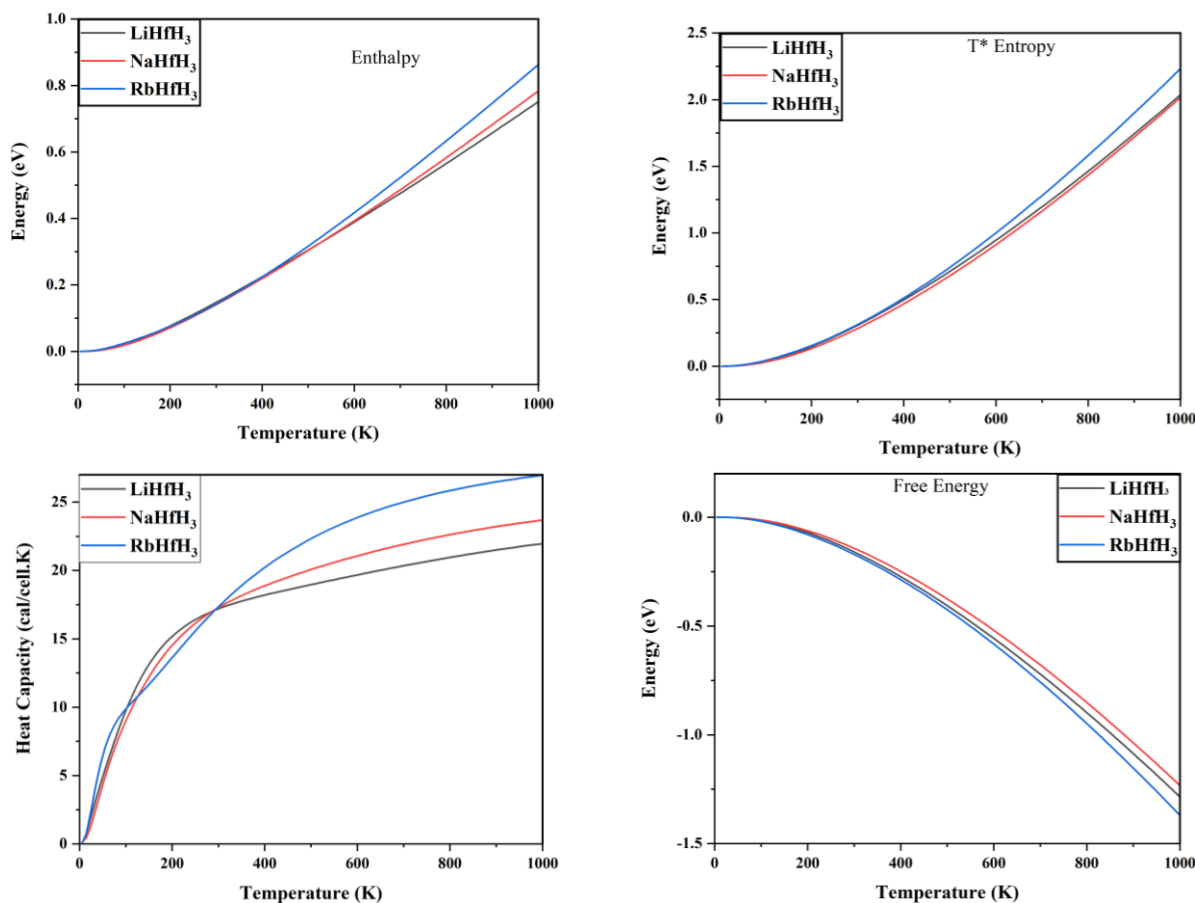 LiHfH₃
NaHfH₃
RbHfH₃
Enthalpy
Energy (eV)
1.0
0.8
0.6
0.4
0.2
0.0
0 200 400 600 800 1000
Temperature (K)
LiHfH₃
NaHfH₃
RbHfH₃
T* Entropy
Energy (eV)
2.5
2.0
1.5
1.0
0.5
0.0
0 200 400 600 800 1000
Temperature (K)
LiHfH₃
NaHfH₃
RbHfH₃
Heat Capacity (cal/cell.K)
25
20
15
10
5
0
0 200 400 600 800 1000
Temperature (K)
Free Energy
LiHfH₃
NaHfH₃
RbHfH₃
Energy (eV)
0.0
-0.5
-1.0
-1.5
0 200 400 600 800 1000
Temperature (K)